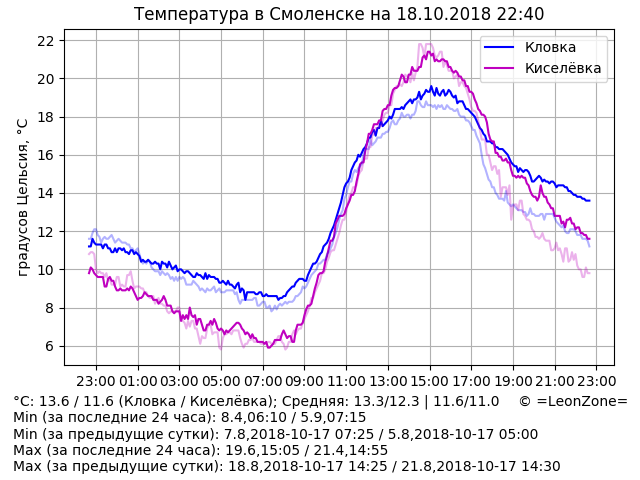 Температура в Смоленске на 18.10.2018 22:40
Кловка
Киселёвка
градусов Цельсия, °С
22
20
18
16
14
12
10
8
6
23:00 01:00 03:00 05:00 07:00 09:00 11:00 13:00 15:00 17:00 19:00 21:00 23:00
°С: 13.6 / 11.6 (Кловка / Киселёвка); Средняя: 13.3/12.3 | 11.6/11.0 © =LeonZone=
Min (за последние 24 часа): 8.4,06:10 / 5.9,07:15
Min (за предыдущие сутки): 7.8,2018-10-17 07:25 / 5.8,2018-10-17 05:00
Max (за последние 24 часа): 19.6,15:05 / 21.4,14:55
Max (за предыдущие сутки): 18.8,2018-10-17 14:25 / 21.8,2018-10-17 14:30